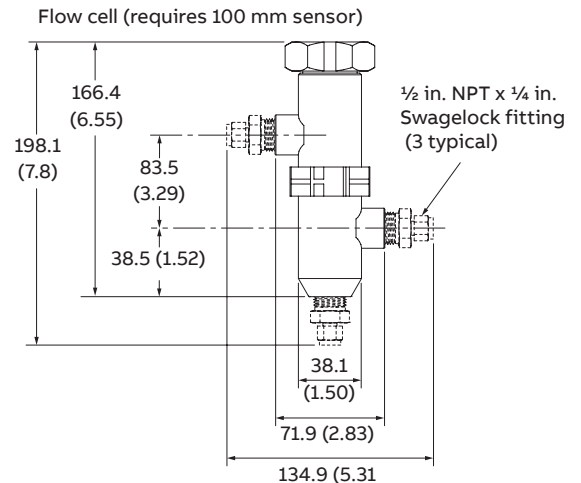 Flow cell (requires 100 mm sensor)
166.4
(6.55)
198.1
(7.8)
83.5
(3.29)
38.5 (1.52)
½ in. NPT x ¼ in.
Swagelock fitting
(3 typical)
38.1
(1.50)
71.9 (2.83)
134.9 (5.31